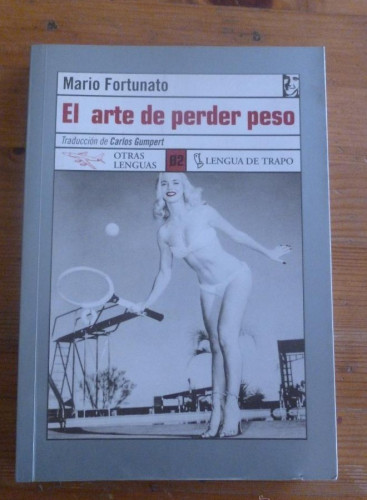 Mario Fortunato
El arte de perder peso
Traducción de Carlos Gumpert
OTRAS
LENGUAS
82
LENGUA DE TRAPO